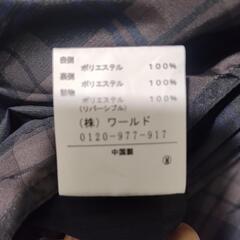 表側
ポリエステル 100%
裏側
ポリエステル 100%
詰物
ポリエステル 100%
(リバーシブル)
(株) ワールド
0120-977-917
中国製